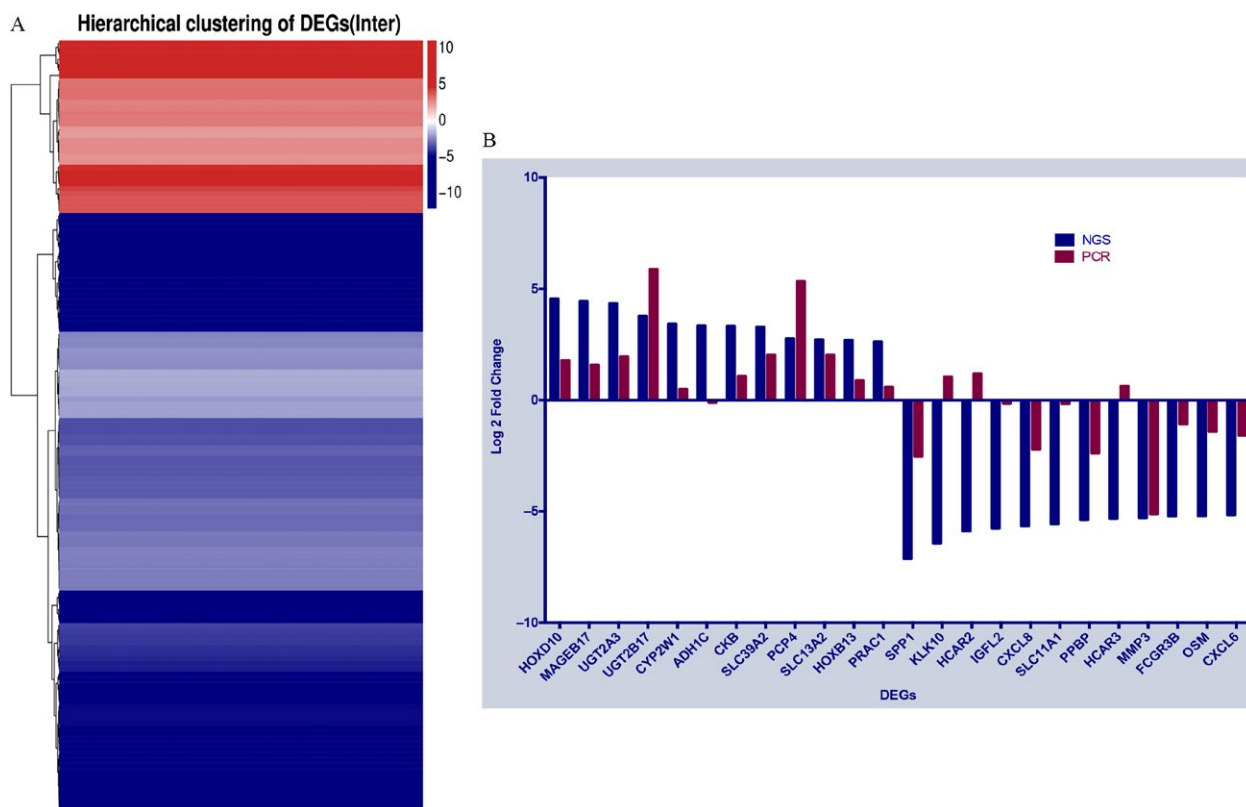 A
Hierarchical clustering of DEGs(Inter)
10
5
0
−5
−10
B
10
5
0
−5
−10
Log 2 Fold Change
NGS
PCR
HOXD10
MAGEB17
UGT2A3
UGT2B17
CYP2W1
ADH1C
CKB
SLC39A2
PCP4
SLC13A2
HOXB13
PRAC1
SPP1
KLK10
HCAR2
IGFL2
CXCL8
SLC11A1
PPBP
HCAR3
MMP3
FCGR3B
OSM
CXCL6
DEGs